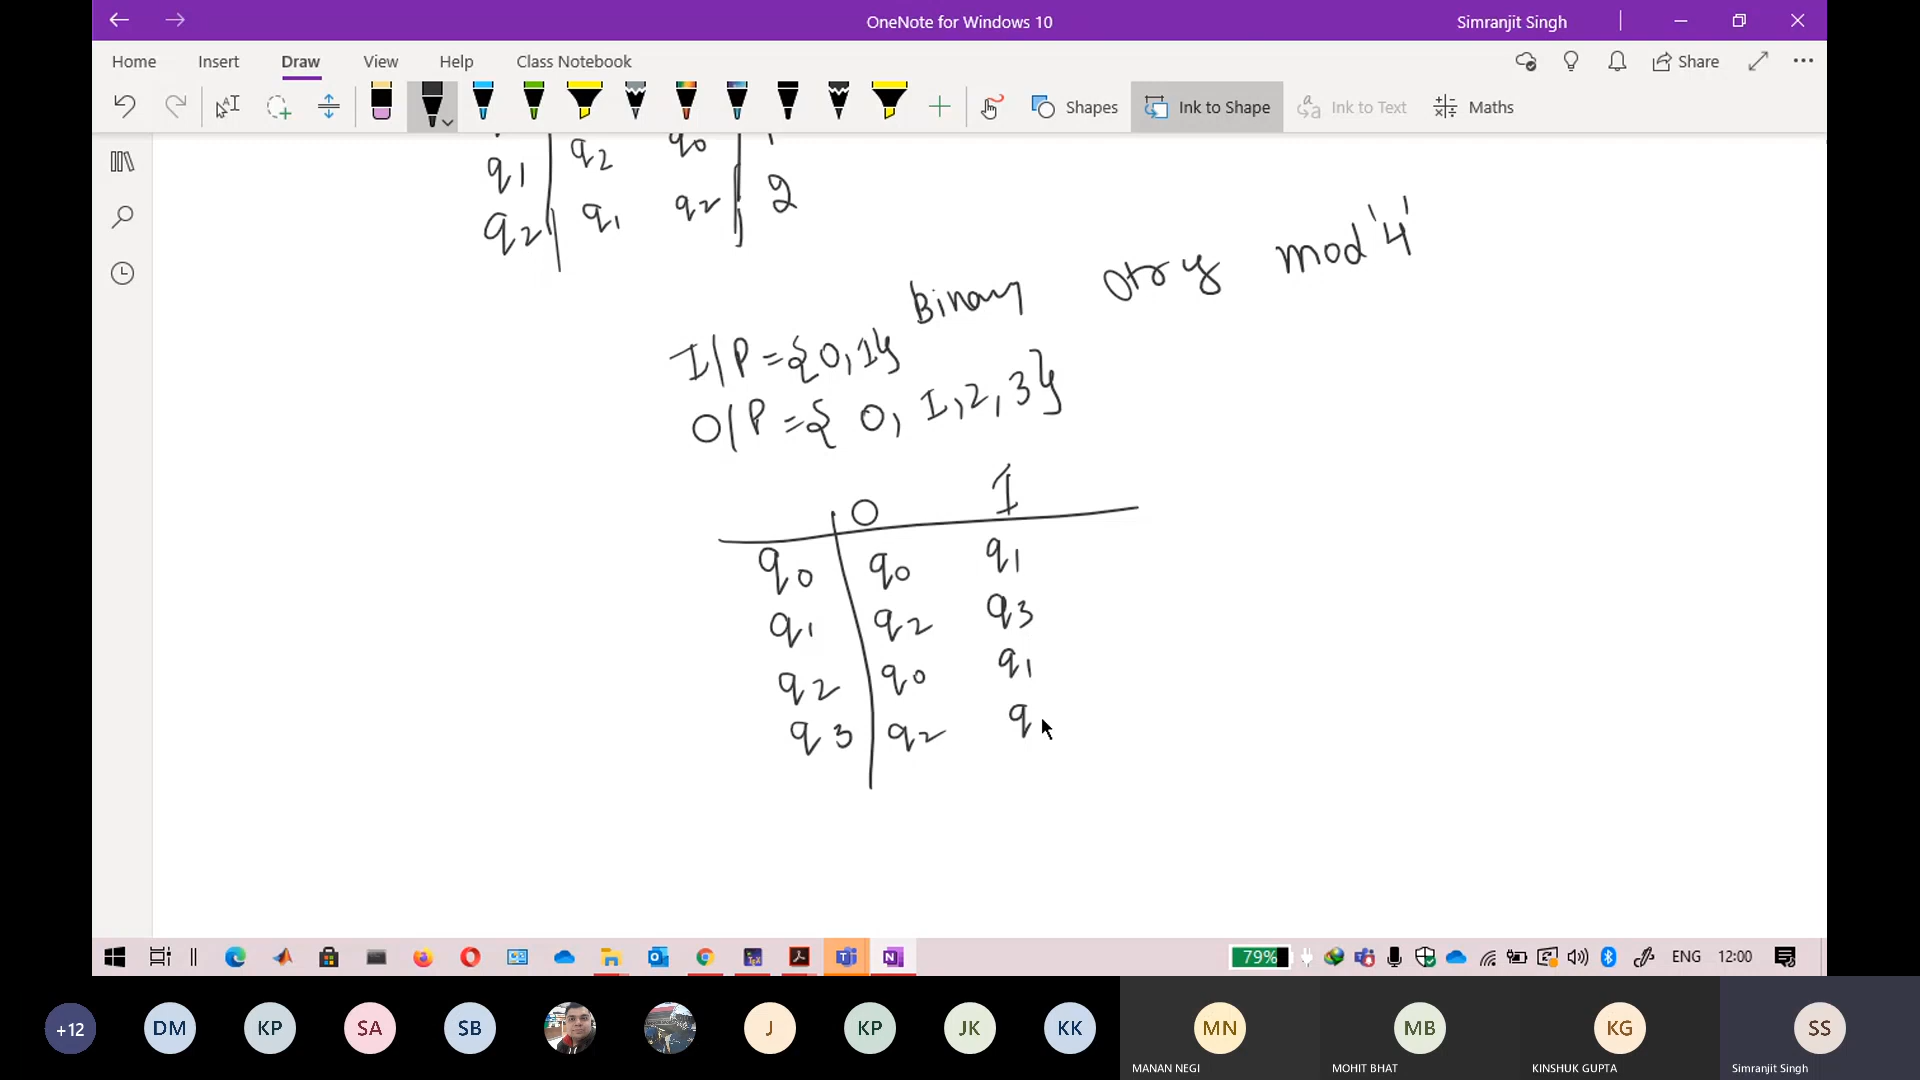 OneNote for Windows 10
Simranjit Singh
Home Insert Draw View Help Class Notebook
Share
Shapes Ink to Shape Ink to Text Maths
q1 q2 q0 1
q2 q1 q2 2
Binary mod '4'
I/P = {0, 1}
O/P = { 0, 1, 2, 3}
0 1
q0 q0 q1
q1 q2 q3
q2 q0 q1
q3 q2 q
79% ENG 12:00
+12 DM KP SA SB J KP JK KK MN MB KG SS
MANAN NEGI MOHIT BHAT KINSHUK GUPTA Simranjit Singh